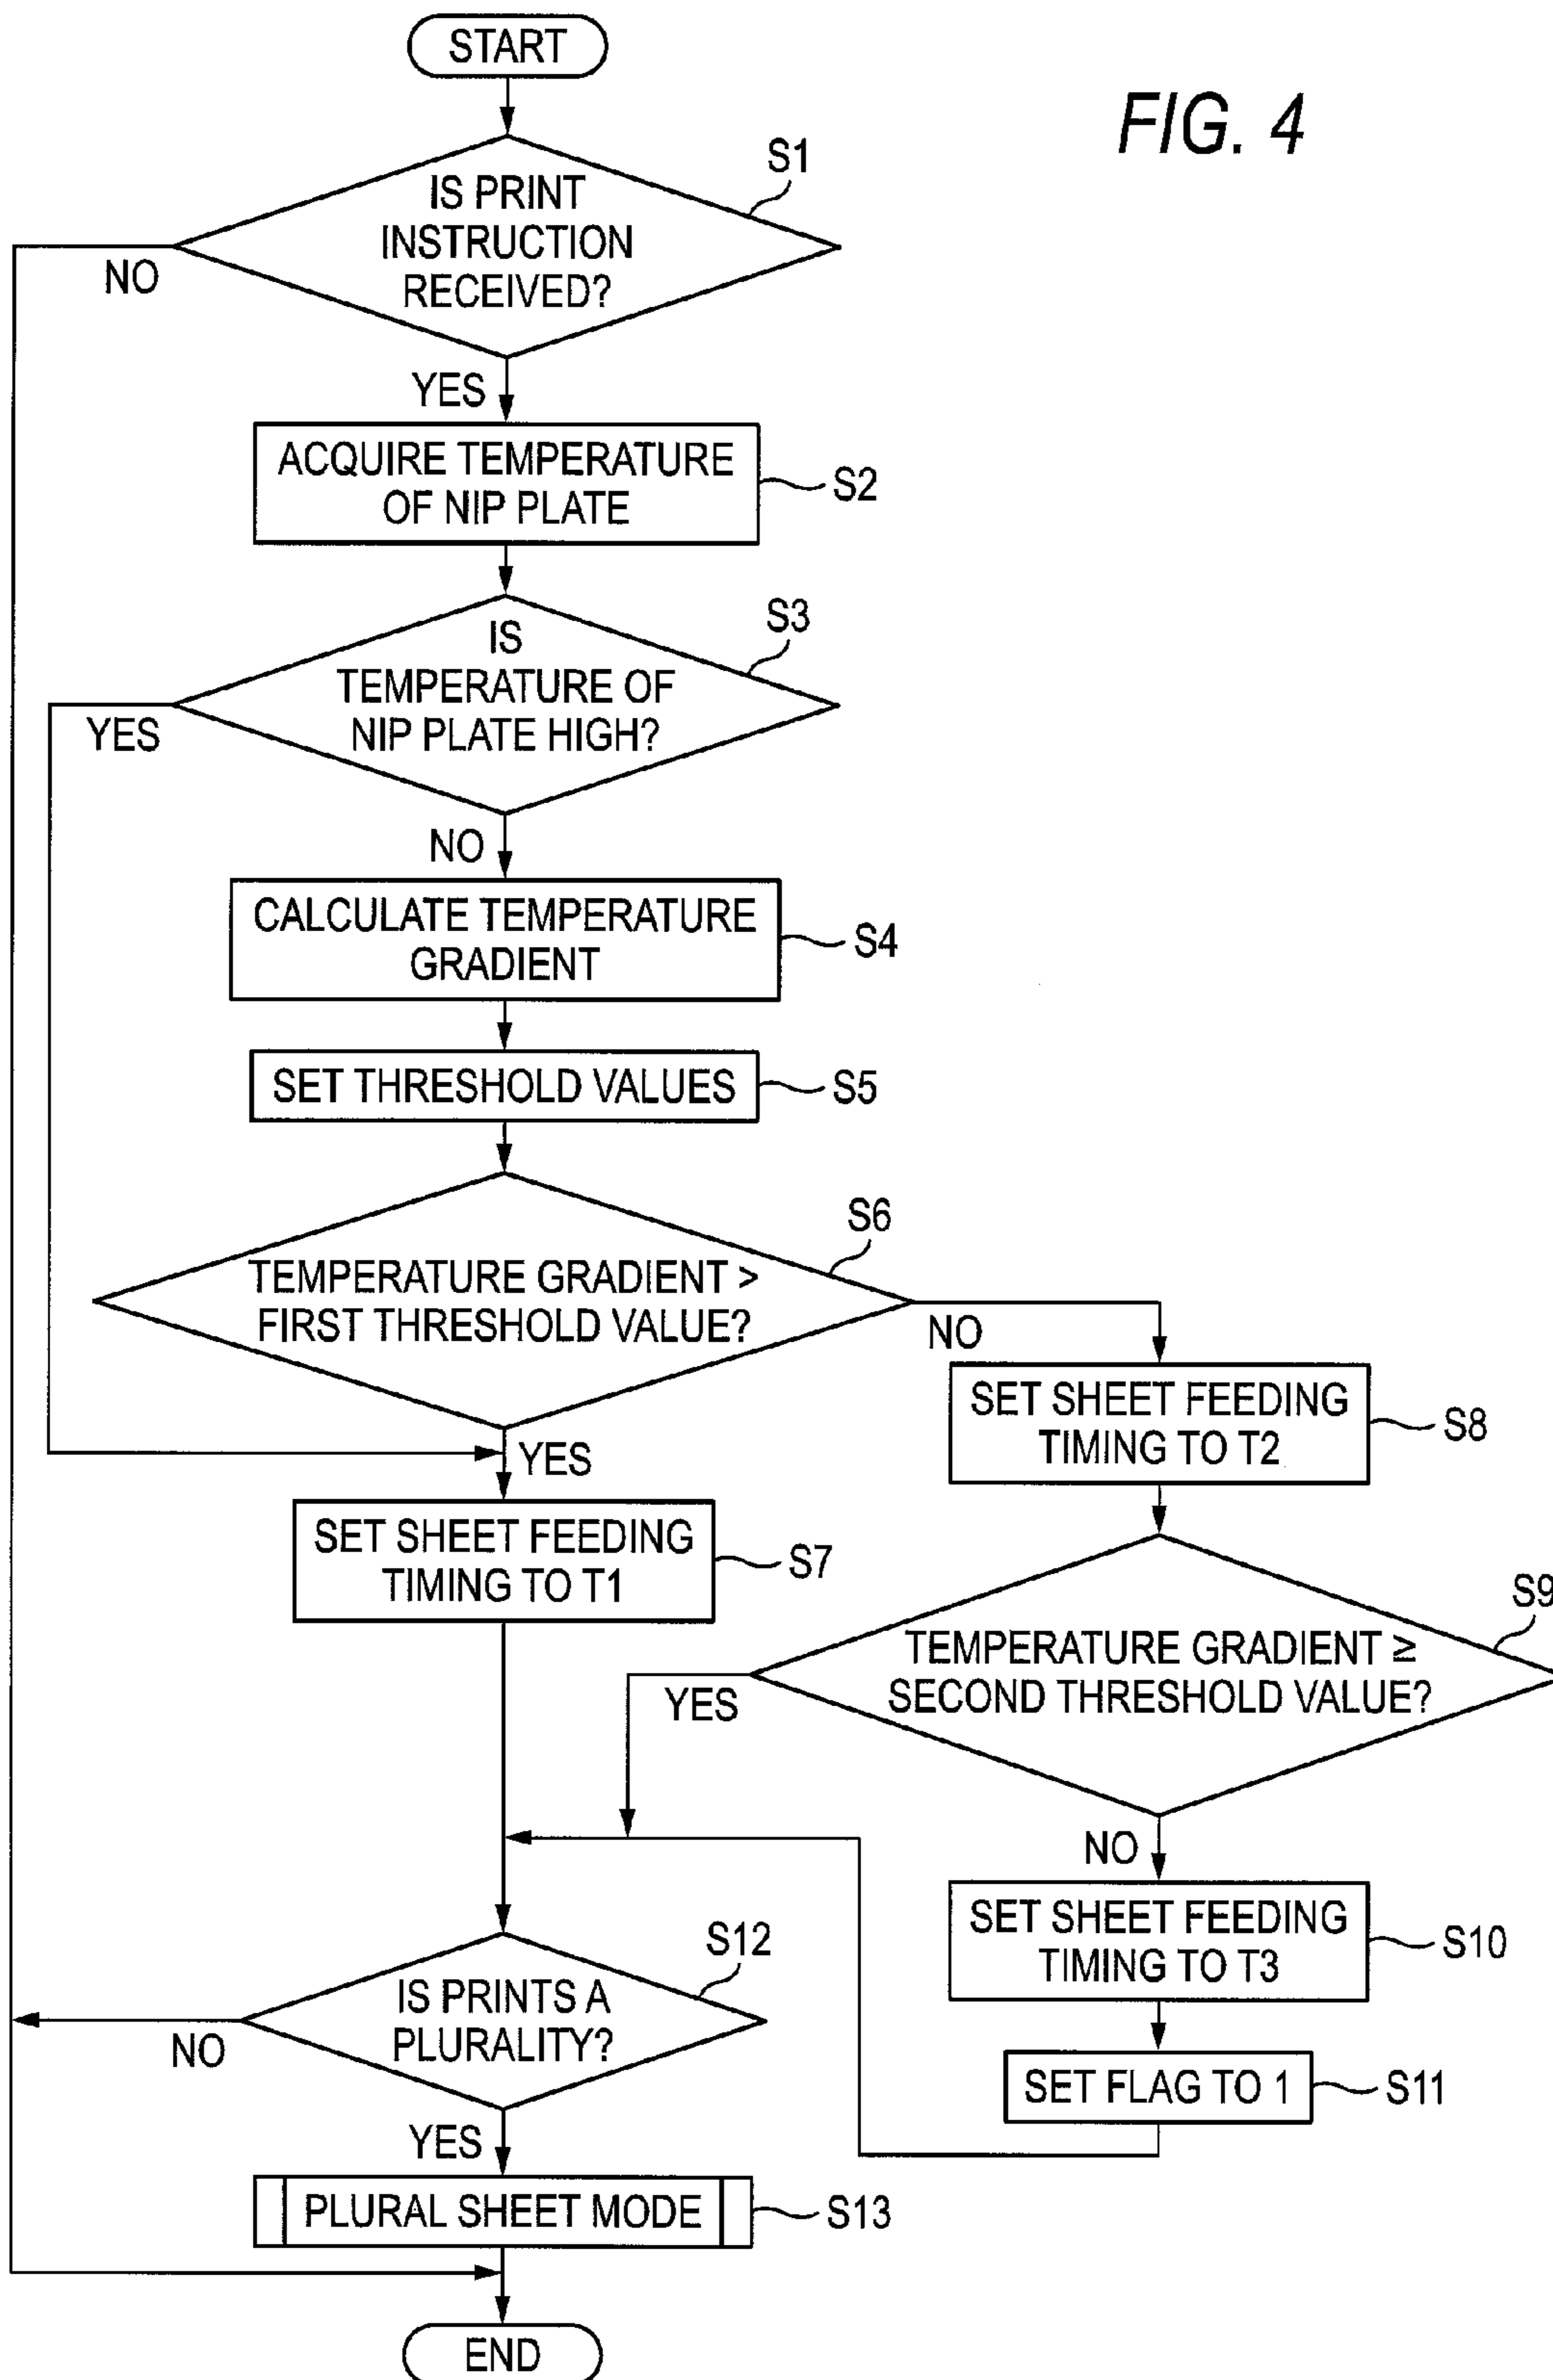 START
FIG. 4
S1
IS PRINT
INSTRUCTION
RECEIVED?
NO
YES
ACQUIRE TEMPERATURE
OF NIP PLATE
S2
S3
IS
TEMPERATURE OF
NIP PLATE HIGH?
YES
NO
CALCULATE TEMPERATURE
GRADIENT
S4
SET THRESHOLD VALUES
S5
S6
TEMPERATURE GRADIENT >
FIRST THRESHOLD VALUE?
NO
YES
SET SHEET FEEDING
TIMING TO T2
S8
SET SHEET FEEDING
TIMING TO T1
S7
S9
TEMPERATURE GRADIENT ≥
SECOND THRESHOLD VALUE?
YES
NO
SET SHEET FEEDING
TIMING TO T3
S10
S12
IS PRINTS A
PLURALITY?
NO
SET FLAG TO 1
S11
YES
PLURAL SHEET MODE
S13
END